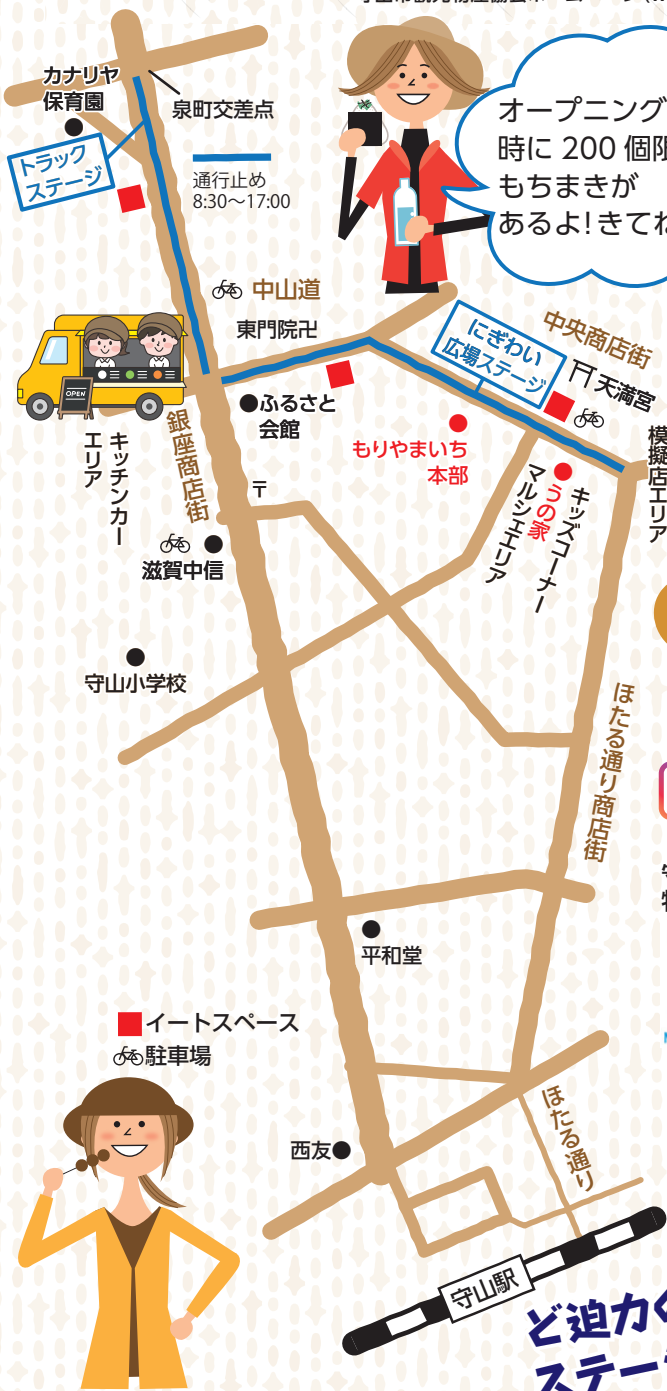 カナリヤ
保育園
泉町交差点
トラック
ステージ
通行止め
8:30〜17:00
オープニング
時に 200 個限
もちまきが
あるよ！きてね
中山道
東門院卍
にぎわい
広場ステージ
中央商店街
天満宮
OPEN
キッチンカー
エリア
銀座商店街
●ふるさと
会館
もりやまいち
本部
模擬店エリア
キッズコーナー
うの家
マルシェエリア
〒
滋賀中信
守山小学校
ほたる通り商店街
平和堂
イートスペース
駐車場
西友●
ほたる通り
守山駅
ど迫力の
ステー